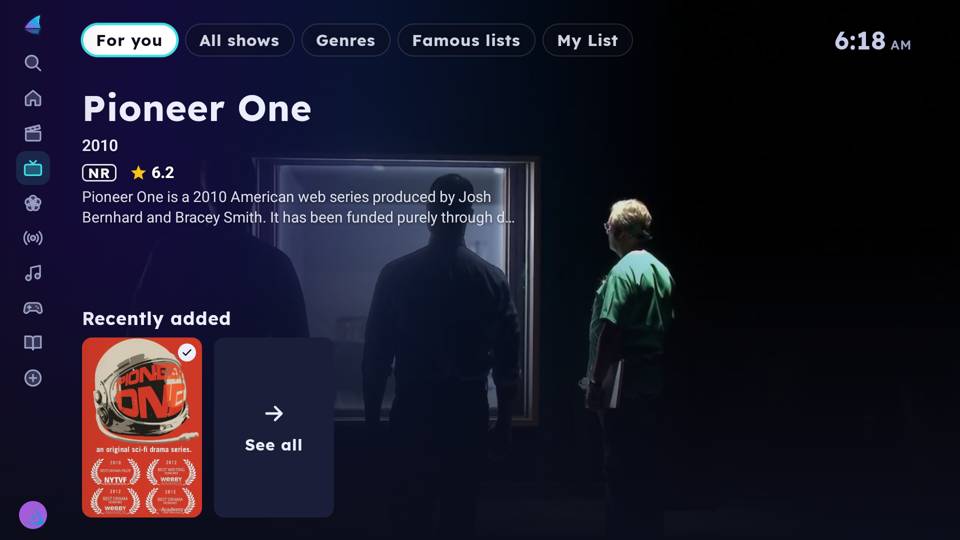 For you
All shows
Genres
Famous lists
My List
6:18 AM
Pioneer One
2010
NR
6.2
Pioneer One is a 2010 American web series produced by Josh
Bernhard and Bracey Smith. It has been funded purely through d...
Recently added
PIONEER
ONE
an original sci-fi drama series.
NYTVF
See all